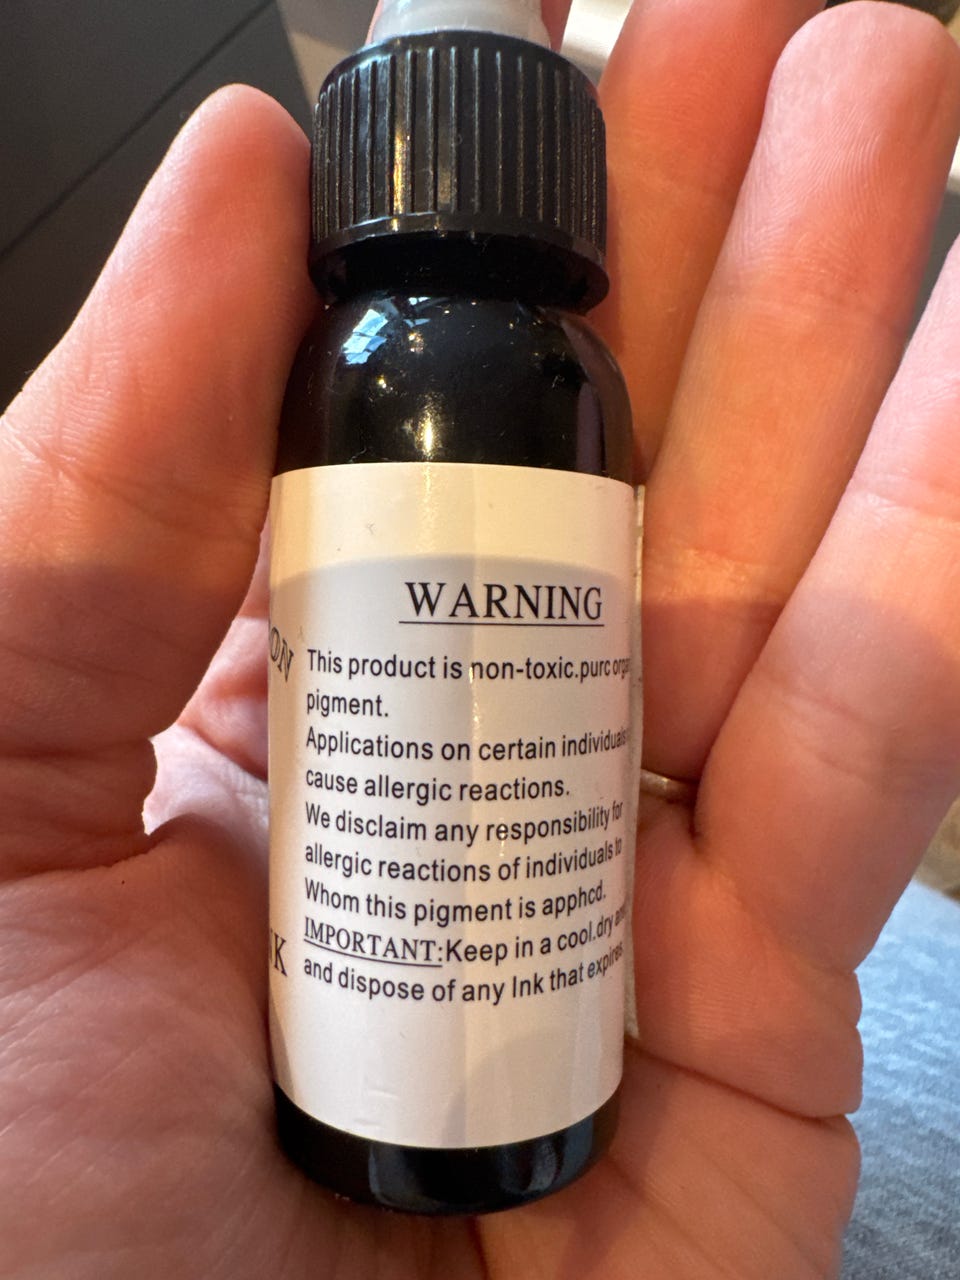 WARNING
This product is non-toxic.purc
pigment.
Applications on certain individuals
cause allergic reactions.
We disclaim any responsibility for
allergic reactions of individuals to
Whom this pigment is apphcd.
IMPORTANT:Keep in a cool.dry
and dispose of any Ink that expires